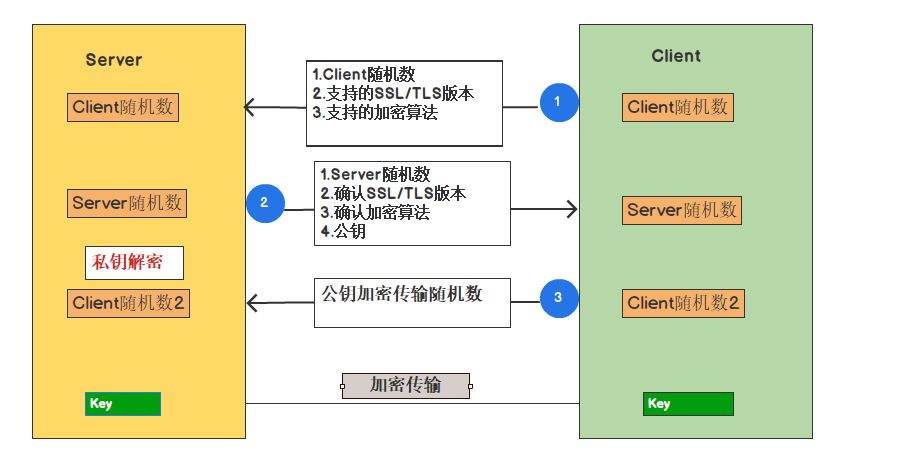 Server
Client
Client随机数
1.Client随机数
2.支持的SSL/TLS版本
3.支持的加密算法
1
Client随机数
Server随机数
2
1.Server随机数
2.确认SSL/TLS版本
3.确认加密算法
4.公钥
Server随机数
私钥解密
Client随机数2
公钥加密传输随机数
3
Client随机数2
加密传输
Key
Key